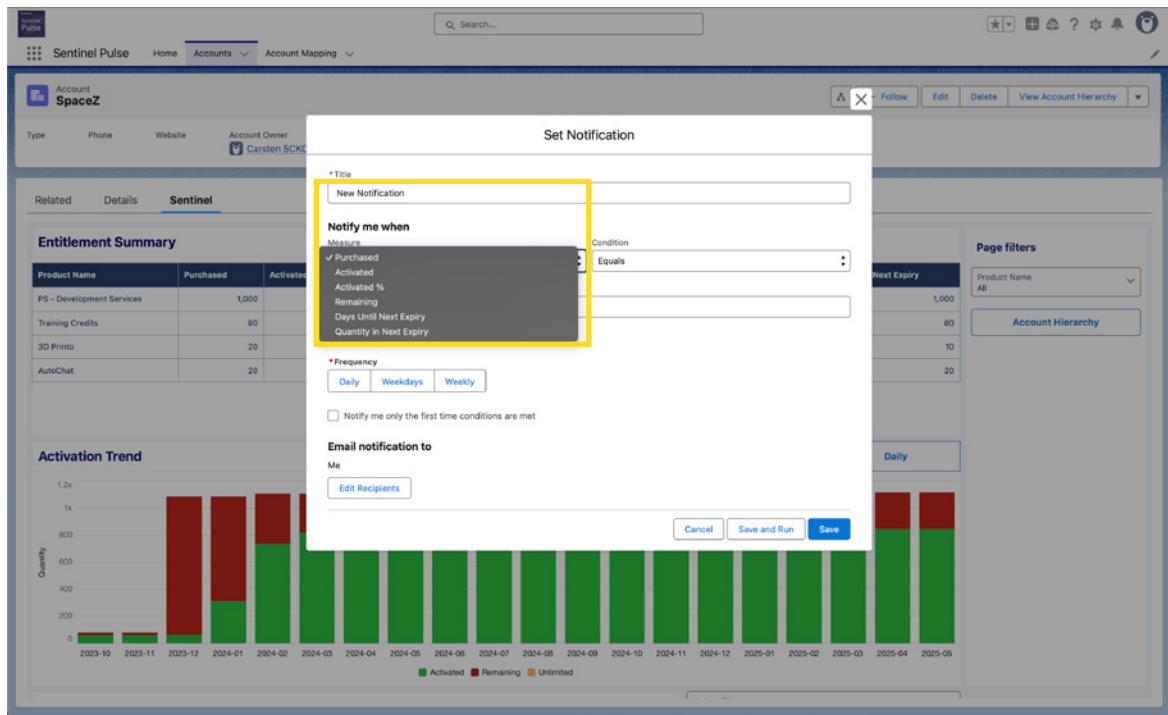 Sentinel
Pulse
Search...
Sentinel Pulse Home Accounts Account Mapping
Account
SpaceZ
Follow Edit Delete View Account Hierarchy
Type Phone Website Account Owner
Carsten SCKC
Set Notification
* Title
New Notification
Related Details Sentinel
Notify me when
Measure Condition
✓ Purchased
Equals
Activated
Activated %
Remaining
Days Until Next Expiry
Quantity in Next Expiry
Entitlement Summary
Product Name Purchased Activated Next Expiry
PS - Development Services 1,000 1,000
Training Credits 80 80
3D Printo 20 10
AutoChat 20 20
Page filters
Product Name
All
Account Hierarchy
* Frequency
Daily Weekdays Weekly
Notify me only the first time conditions are met
Email notification to
Me
Edit Recipients
Cancel Save and Run Save
Activation Trend
Daily
1.2x
1x
800
600
400
200
0
Quantity
2023-10 2023-11 2023-12 2024-01 2024-02 2024-03 2024-04 2024-05 2024-06 2024-07 2024-08 2024-09 2024-10 2024-11 2024-12 2025-01 2025-02 2025-03 2025-04 2025-05
Activated Remaining Unlimited